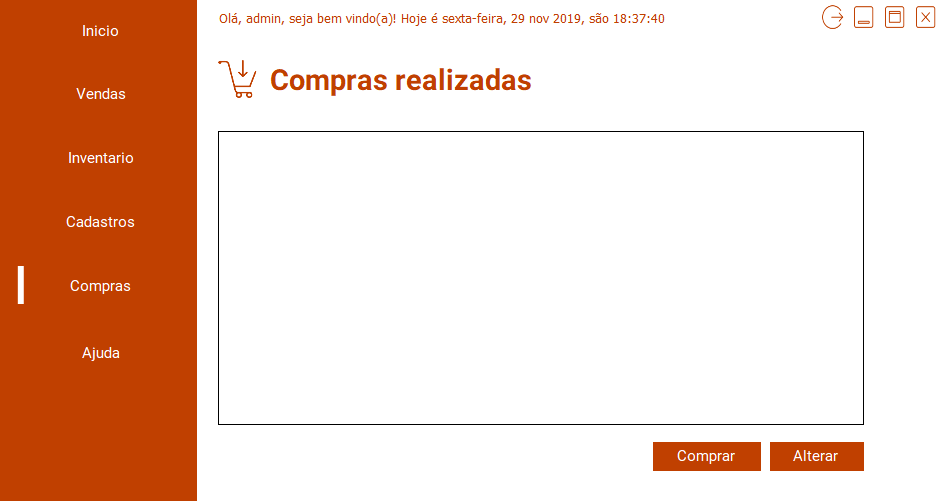 Olá, admin, seja bem vindo(a)! Hoje é sexta-feira, 29 nov 2019, são 18:37:40
Inicio
Vendas
Inventario
Cadastros
Compras
Ajuda
Compras realizadas
Comprar
Alterar